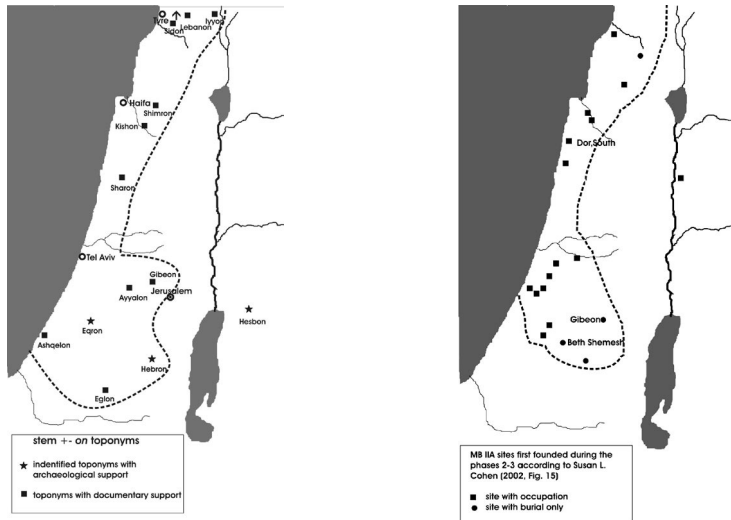 Tyre
Sidon
Lebanon
Iyyon
Haifa
Shimron
Kishon
Sharon
Tel Aviv
Gibeon
Ayyalon
Jerusalem
Eqron
Hesbon
Ashqelon
Hebron
Eglon
stem +- on toponyms
indentified toponyms with
archaeological support
toponyms with documentary support
Dor,South
Gibeon
Beth Shemesh
MB IIA sites first founded during the
phases 2-3 according to Susan L.
Cohen (2002, Fig. 15)
site with occupation
site with burial only